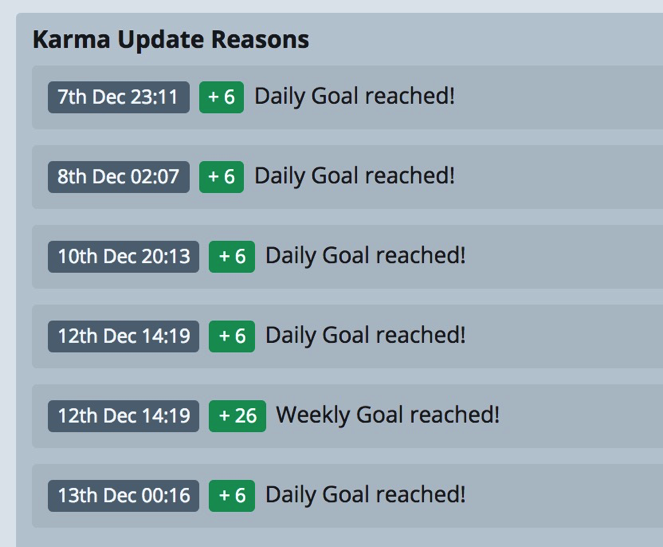 Karma Update Reasons
7th Dec 23:11 + 6 Daily Goal reached!
8th Dec 02:07 + 6 Daily Goal reached!
10th Dec 20:13 + 6 Daily Goal reached!
12th Dec 14:19 + 6 Daily Goal reached!
12th Dec 14:19 + 26 Weekly Goal reached!
13th Dec 00:16 + 6 Daily Goal reached!